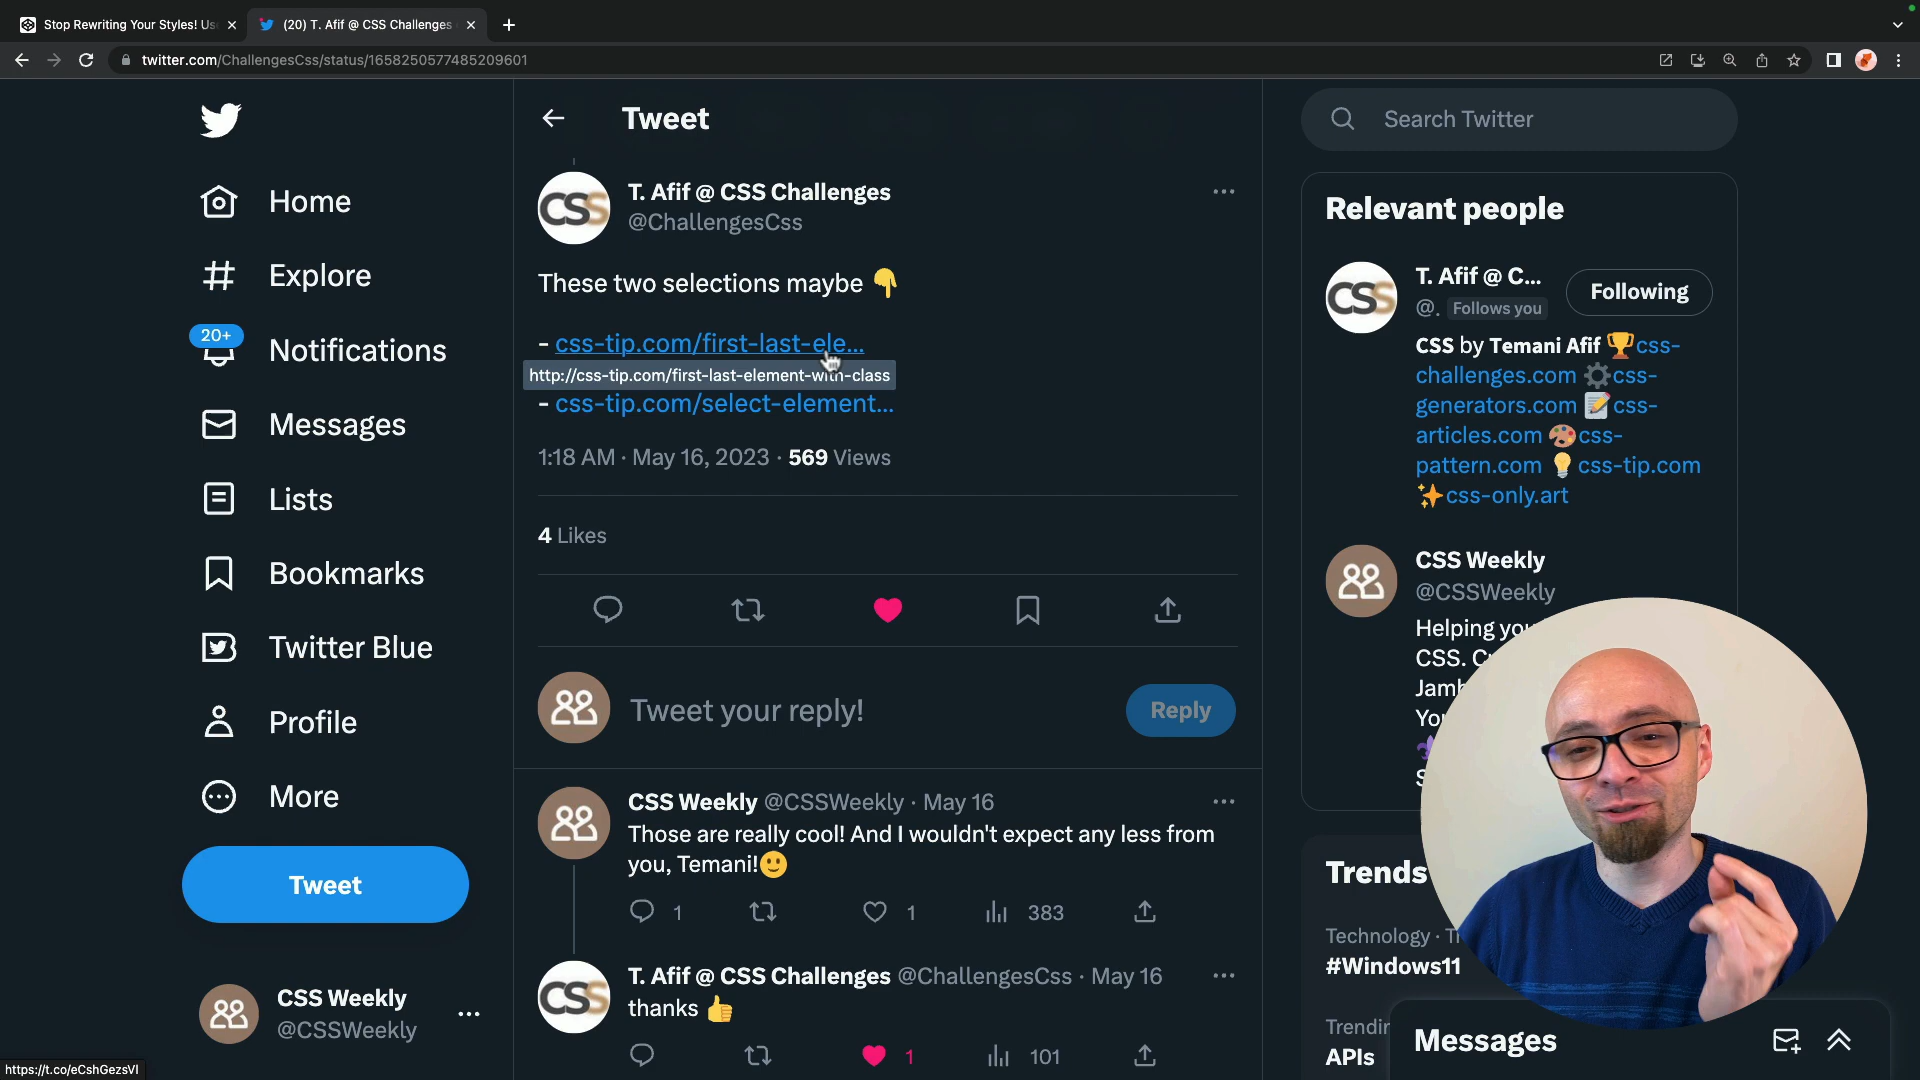 Stop Rewriting Your Styles! Us
(20) T. Afif @ CSS Challenges
twitter.com/ChallengesCss/status/1658250577485209601
Home
Explore
20+
Notifications
Messages
Lists
Bookmarks
Twitter Blue
Profile
More
Tweet
CSS Weekly
@CSSWeekly
https://t.co/eCshGezsVI
Tweet
CSS
T. Afif @ CSS Challenges
@ChallengesCss
These two selections maybe 👇
- css-tip.com/first-last-ele...
http://css-tip.com/first-last-element-with-class
- css-tip.com/select-element...
1:18 AM · May 16, 2023 · 569 Views
4 Likes
Tweet your reply!
Reply
CSS Weekly @CSSWeekly · May 16
Those are really cool! And I wouldn't expect any less from
you, Temani!🙂
1 1 383
CSS
T. Afif @ CSS Challenges @ChallengesCss · May 16
thanks 👍
1 101
Search Twitter
Relevant people
CSS
T. Afif @ C...
@. Follows you
Following
CSS by Temani Afif 🏆css-
challenges.com ⚙️css-
generators.com 📝css-
articles.com 🎨css-
pattern.com 💡css-tip.com
✨css-only.art
CSS Weekly
@CSSWeekly
Helping
CSS.
Trends
Technology
#Windows11
APIs
Messages